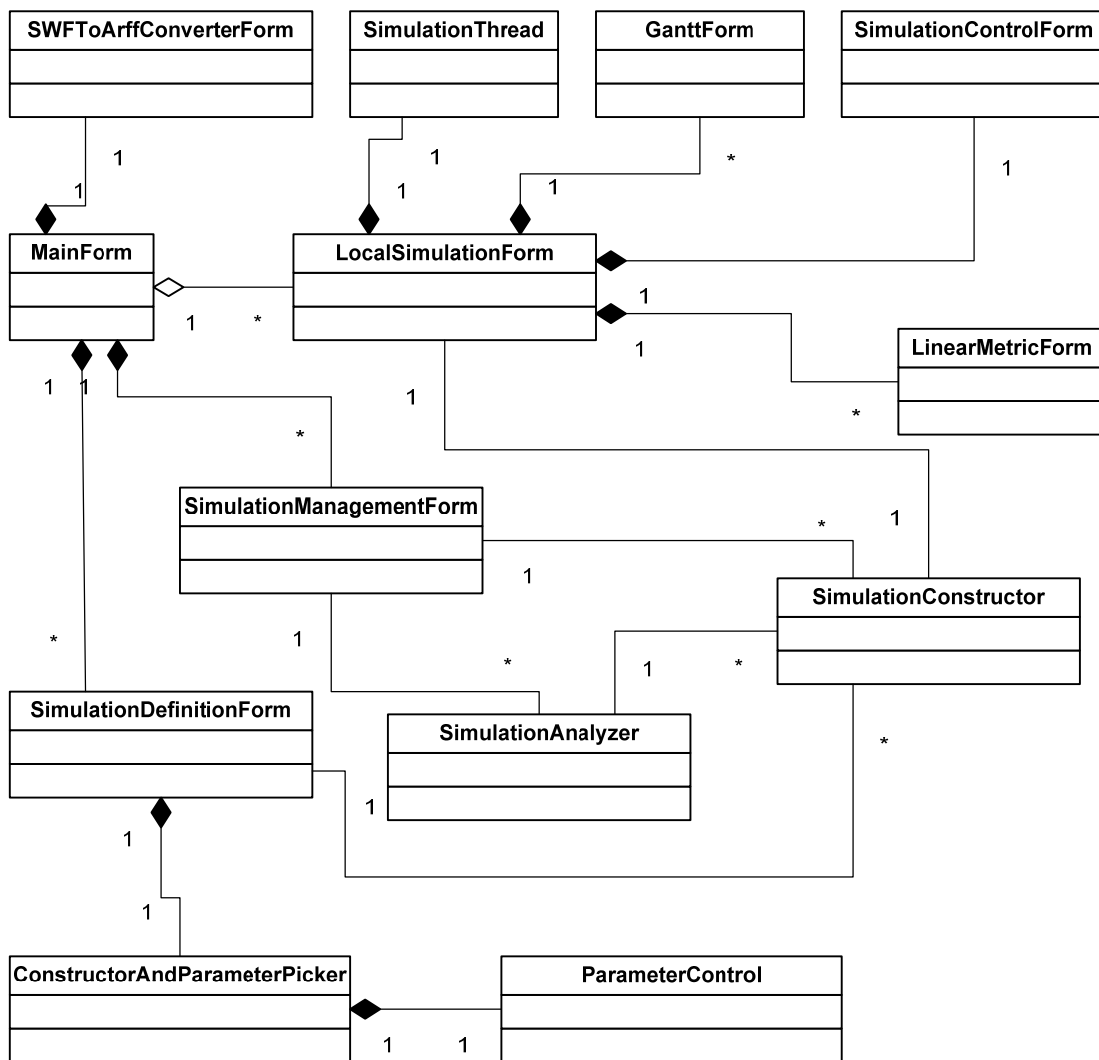 SWFToArffConverterForm
SimulationThread
GanttForm
SimulationControlForm
1
1
*
1
1
1
1
MainForm
LocalSimulationForm
1
*
1
1
LinearMetricForm
1
1
1
*
*
SimulationManagementForm
*
1
1
SimulationConstructor
*
1
*
1
*
SimulationDefinitionForm
SimulationAnalyzer
*
1
1
1
ConstructorAndParameterPicker
ParameterControl
1
1